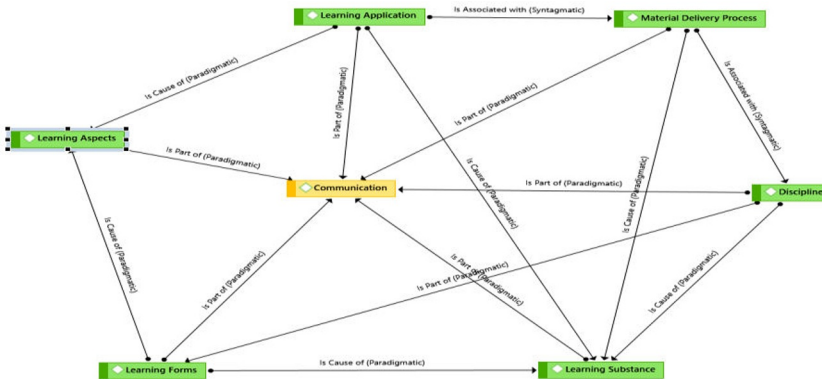 Learning Application
Is Associated with (Syntagmatic)
Material Delivery Process
Is Cause of (Paradigmatic)
Is Part of (Paradigmatic)
Is Part of (Paradigmatic)
Is Associated with (Syntagmatic)
Learning Aspects
Is Part of (Paradigmatic)
Is Cause of (Paradigmatic)
Is Cause of (Paradigmatic)
Communication
Is Part of (Paradigmatic)
Discipline
Is Cause of (Paradigmatic)
Is Part of (Paradigmatic)
Is Part of (Paradigmatic)
Is Part of (Paradigmatic)
Is Cause of (Paradigmatic)
Learning Forms
Is Cause of (Paradigmatic)
Learning Substance